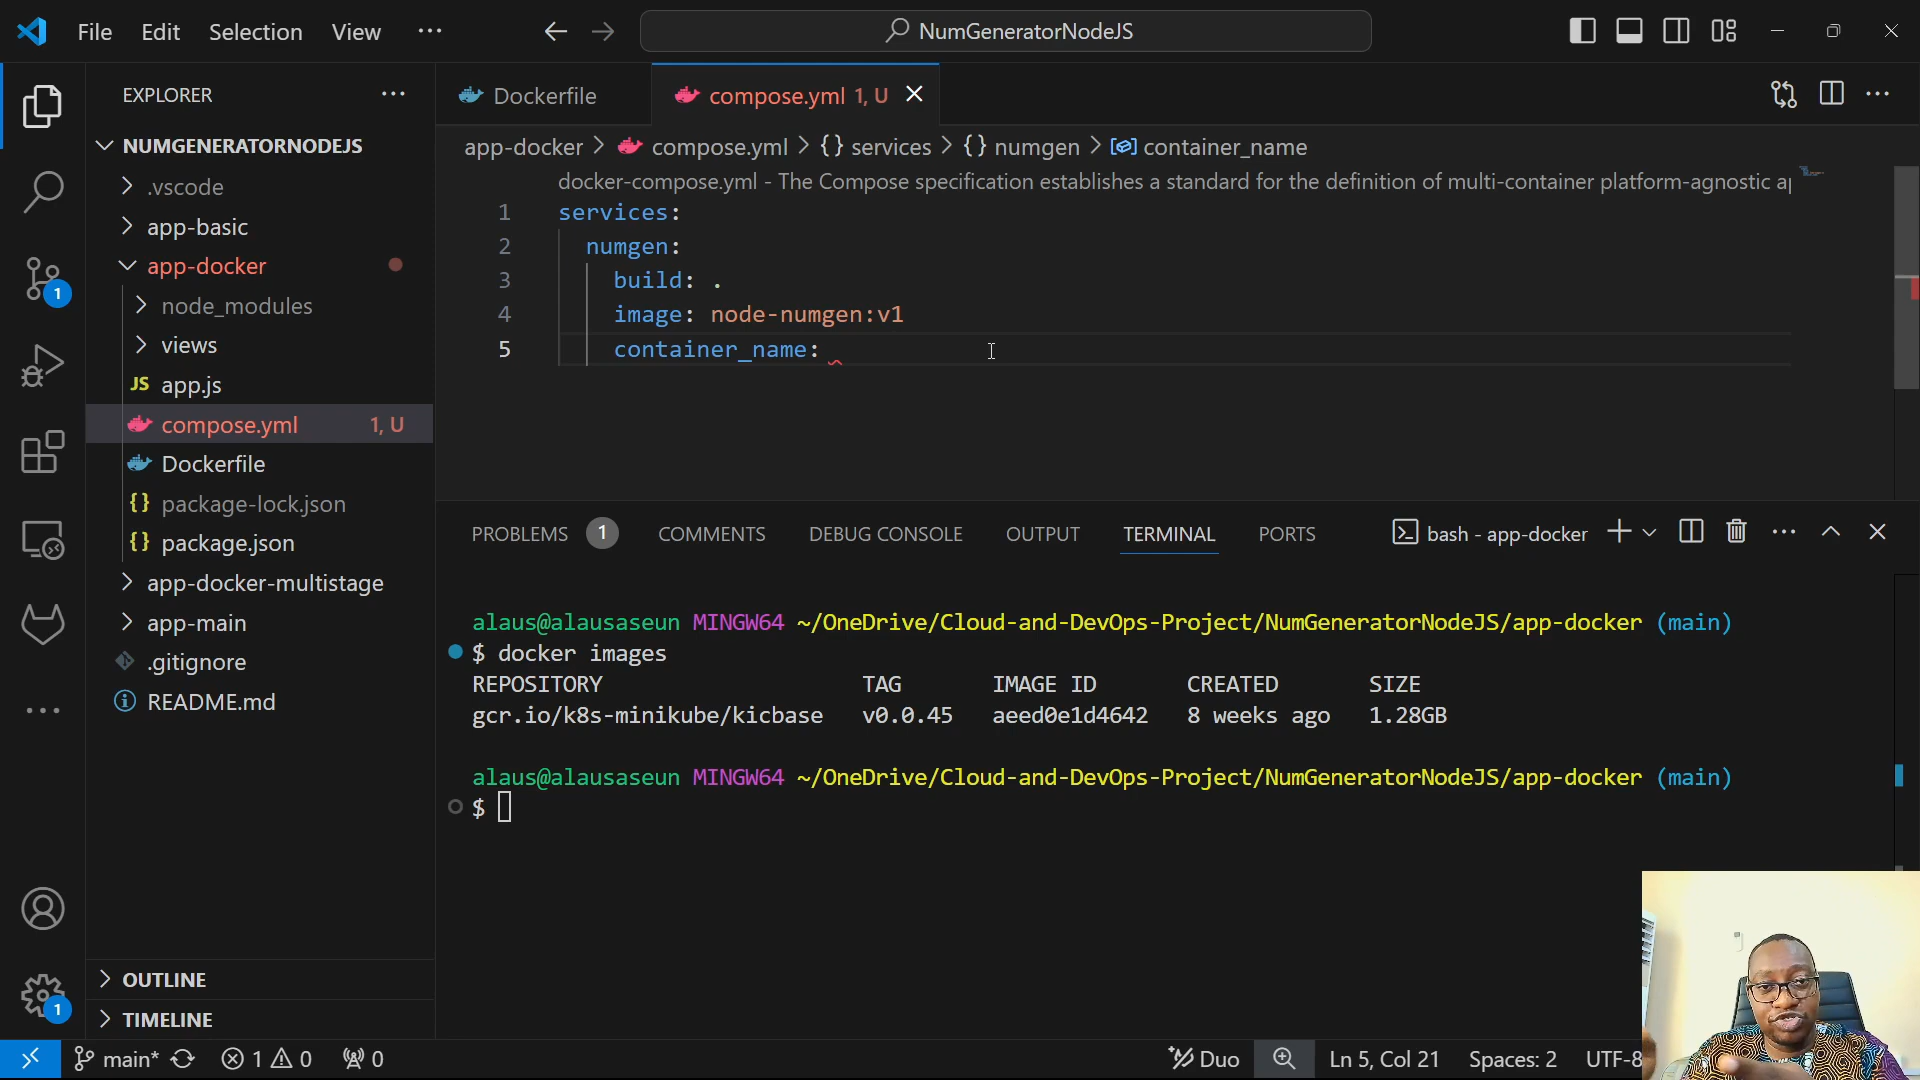 File Edit Selection View ··· NumGeneratorNodeJS
EXPLORER ···
NUMGENERATORNODEJS
.vscode
app-basic
app-docker
node_modules
views
JS app.js
compose.yml 1, U
Dockerfile
{} package-lock.json
{} package.json
app-docker-multistage
app-main
.gitignore
README.md
OUTLINE
TIMELINE
1
1
Dockerfile compose.yml 1, U
app-docker > compose.yml > {} services > {} numgen > container_name
docker-compose.yml - The Compose specification establishes a standard for the definition of multi-container platform-agnostic a
1 services:
2 numgen:
3 build: .
4 image: node-numgen:v1
5 container_name:
PROBLEMS 1 COMMENTS DEBUG CONSOLE OUTPUT TERMINAL PORTS bash - app-docker
alaus@alausaseun MINGW64 ~/OneDrive/Cloud-and-DevOps-Project/NumGeneratorNodeJS/app-docker (main)
$ docker images
REPOSITORY TAG IMAGE ID CREATED SIZE
gcr.io/k8s-minikube/kicbase v0.0.45 aeed0e1d4642 8 weeks ago 1.28GB
alaus@alausaseun MINGW64 ~/OneDrive/Cloud-and-DevOps-Project/NumGeneratorNodeJS/app-docker (main)
$
main* 1 0 0 Duo Ln 5, Col 21 Spaces: 2 UTF-8